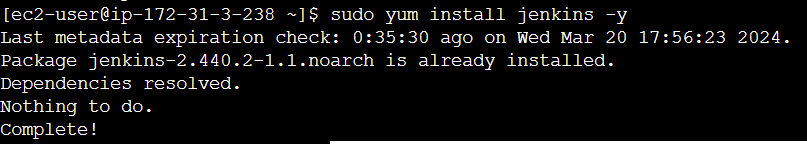 [ec2-user@ip-172-31-3-238 ~]$ sudo yum install jenkins -y
Last metadata expiration check: 0:35:30 ago on Wed Mar 20 17:56:23 2024.
Package jenkins-2.440.2-1.1.noarch is already installed.
Dependencies resolved.
Nothing to do.
Complete!